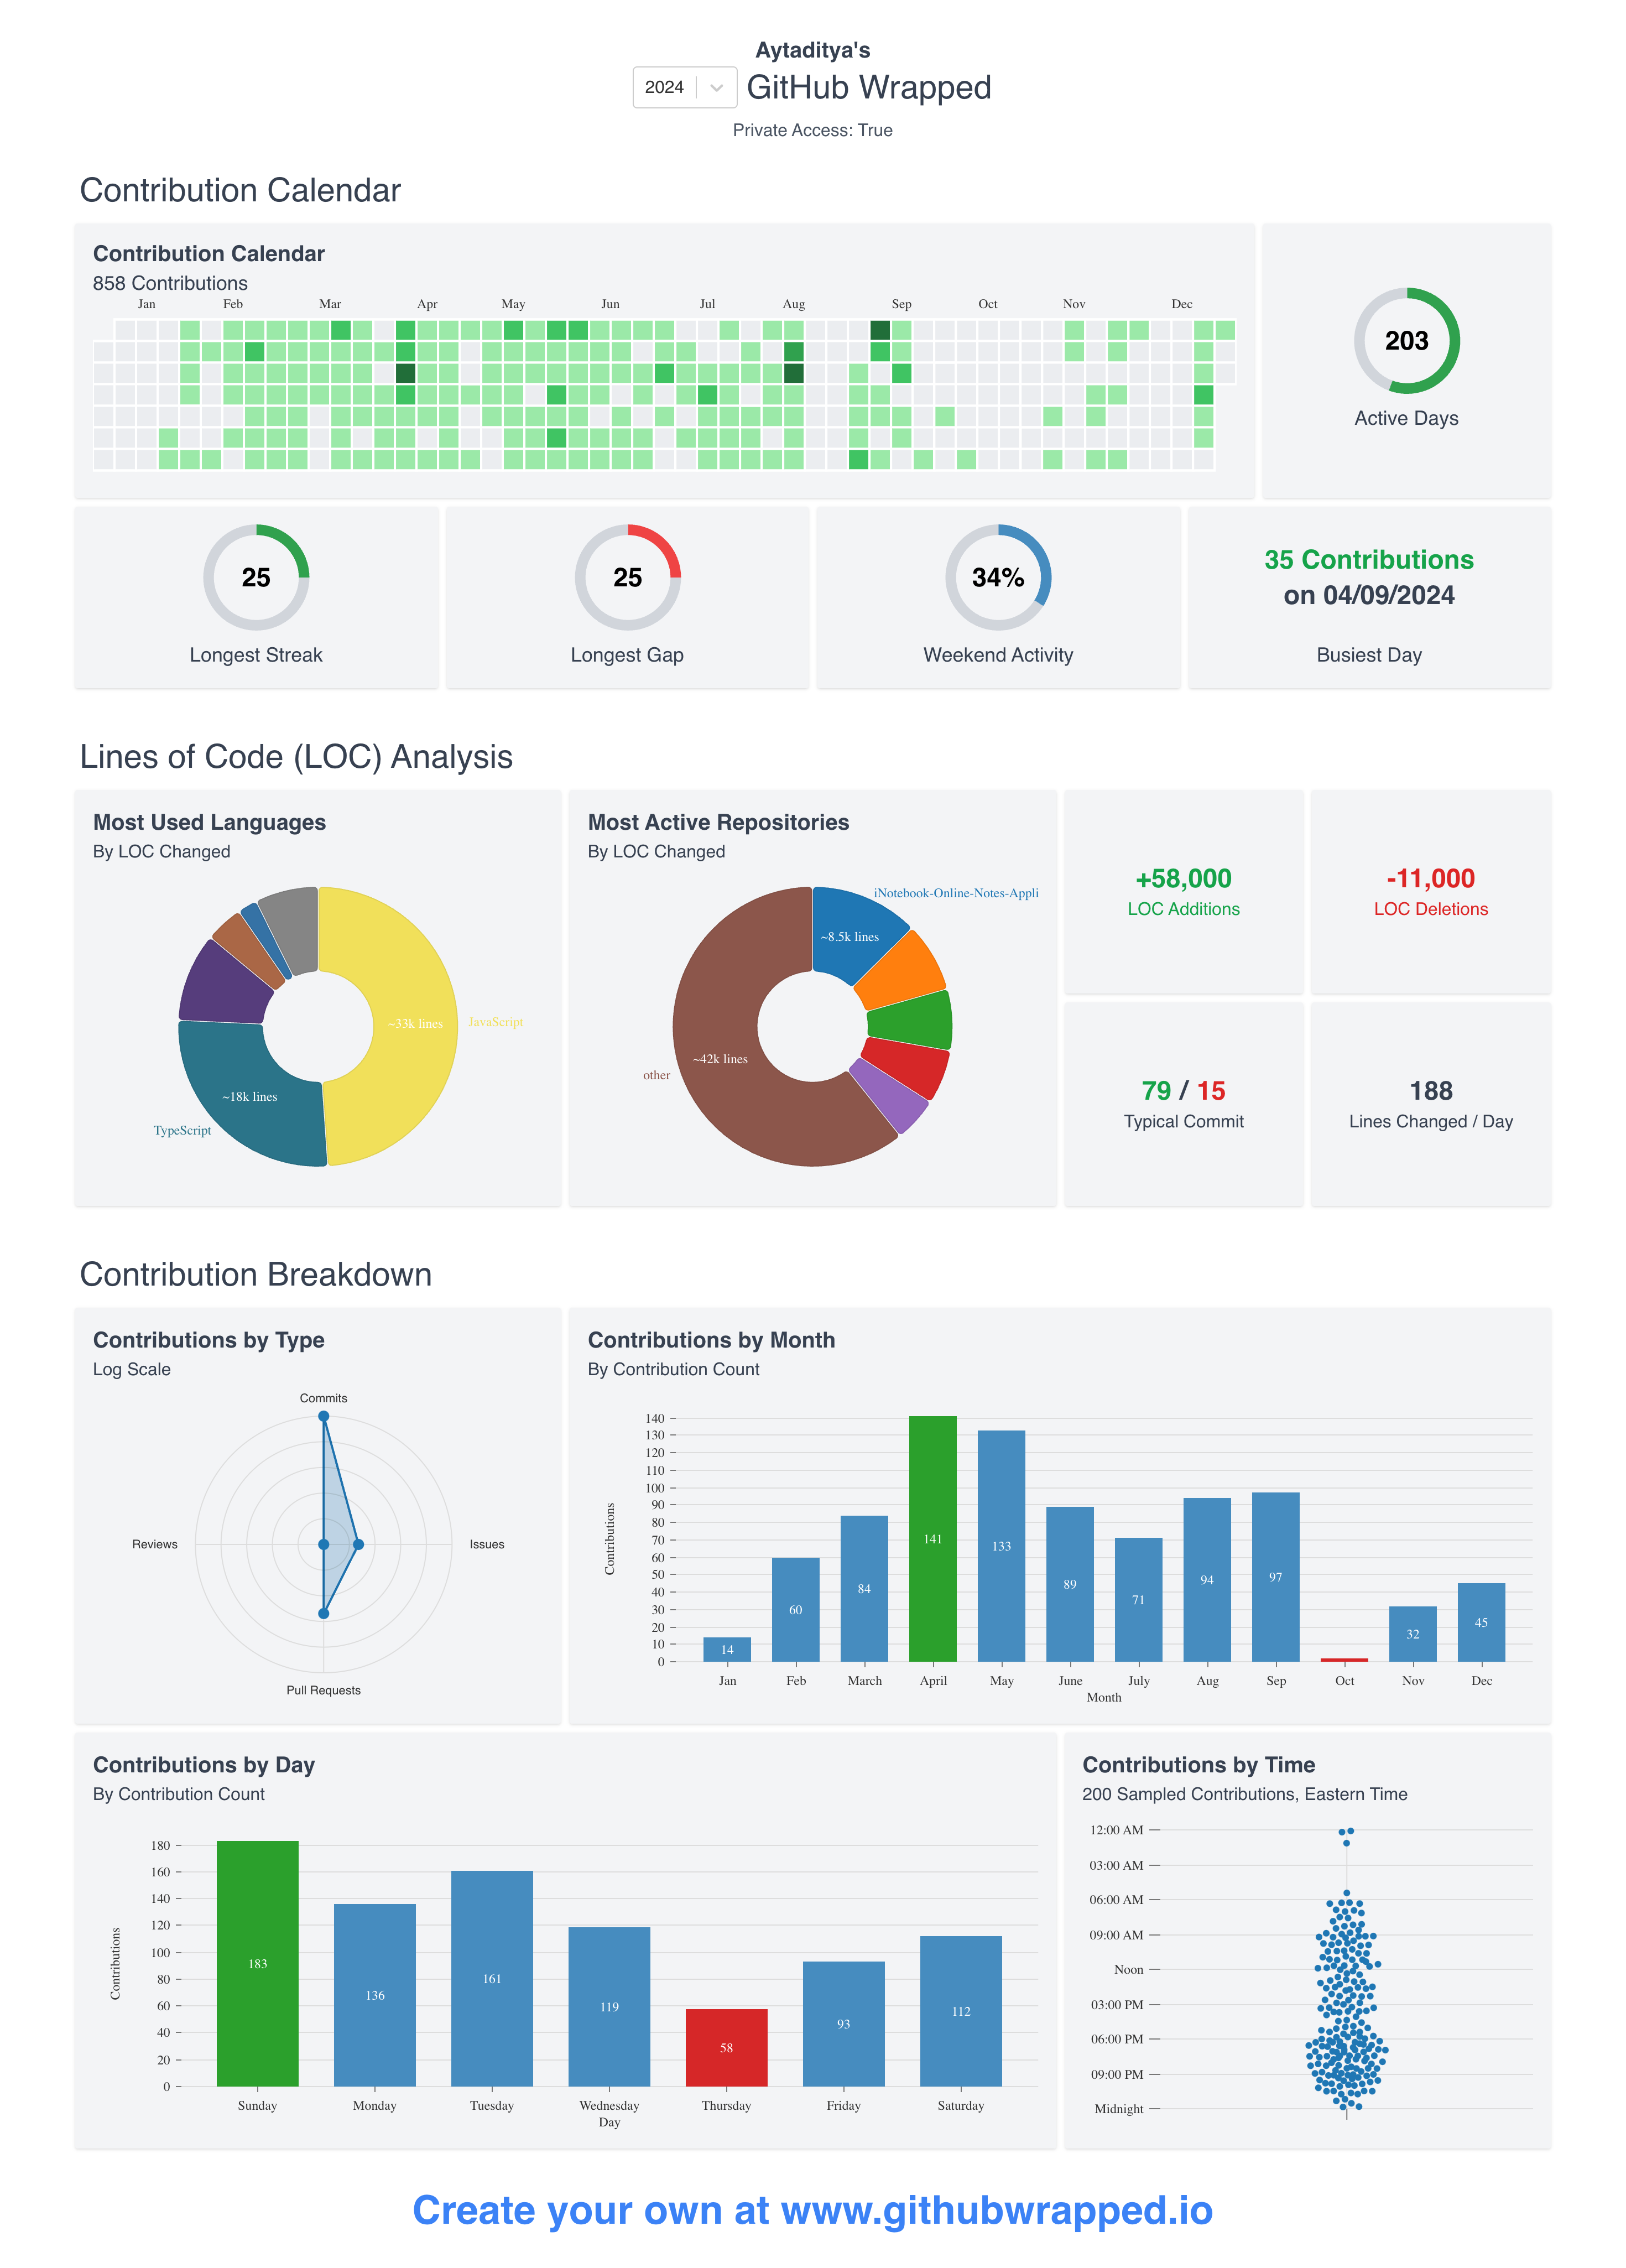 Aytaditya's
2024 GitHub Wrapped
Private Access: True
Contribution Calendar
Contribution Calendar
858 Contributions
Jan Feb Mar Apr May Jun Jul Aug Sep Oct Nov Dec
203
Active Days
25
Longest Streak
25
Longest Gap
34%
Weekend Activity
35 Contributions
on 04/09/2024
Busiest Day
Lines of Code (LOC) Analysis
Most Used Languages
By LOC Changed
~33k lines
JavaScript
~18k lines
TypeScript
Most Active Repositories
By LOC Changed
iNotebook-Online-Notes-Appli
~8.5k lines
~42k lines
other
+58,000
LOC Additions
-11,000
LOC Deletions
79 / 15
Typical Commit
188
Lines Changed / Day
Contribution Breakdown
Contributions by Type
Log Scale
Commits
Reviews
Issues
Pull Requests
Contributions by Month
By Contribution Count
140
130
120
110
100
90
80
70
60
50
40
30
20
10
0
Contributions
14 60 84 141 133 89 71 94 97 32 45
Jan Feb March April May June July Aug Sep Oct Nov Dec
Month
Contributions by Day
By Contribution Count
180
160
140
120
100
80
60
40
20
0
Contributions
183 136 161 119 58 93 112
Sunday Monday Tuesday Wednesday Thursday Friday Saturday
Day
Contributions by Time
200 Sampled Contributions, Eastern Time
12:00 AM
03:00 AM
06:00 AM
09:00 AM
Noon
03:00 PM
06:00 PM
09:00 PM
Midnight
Create your own at www.githubwrapped.io